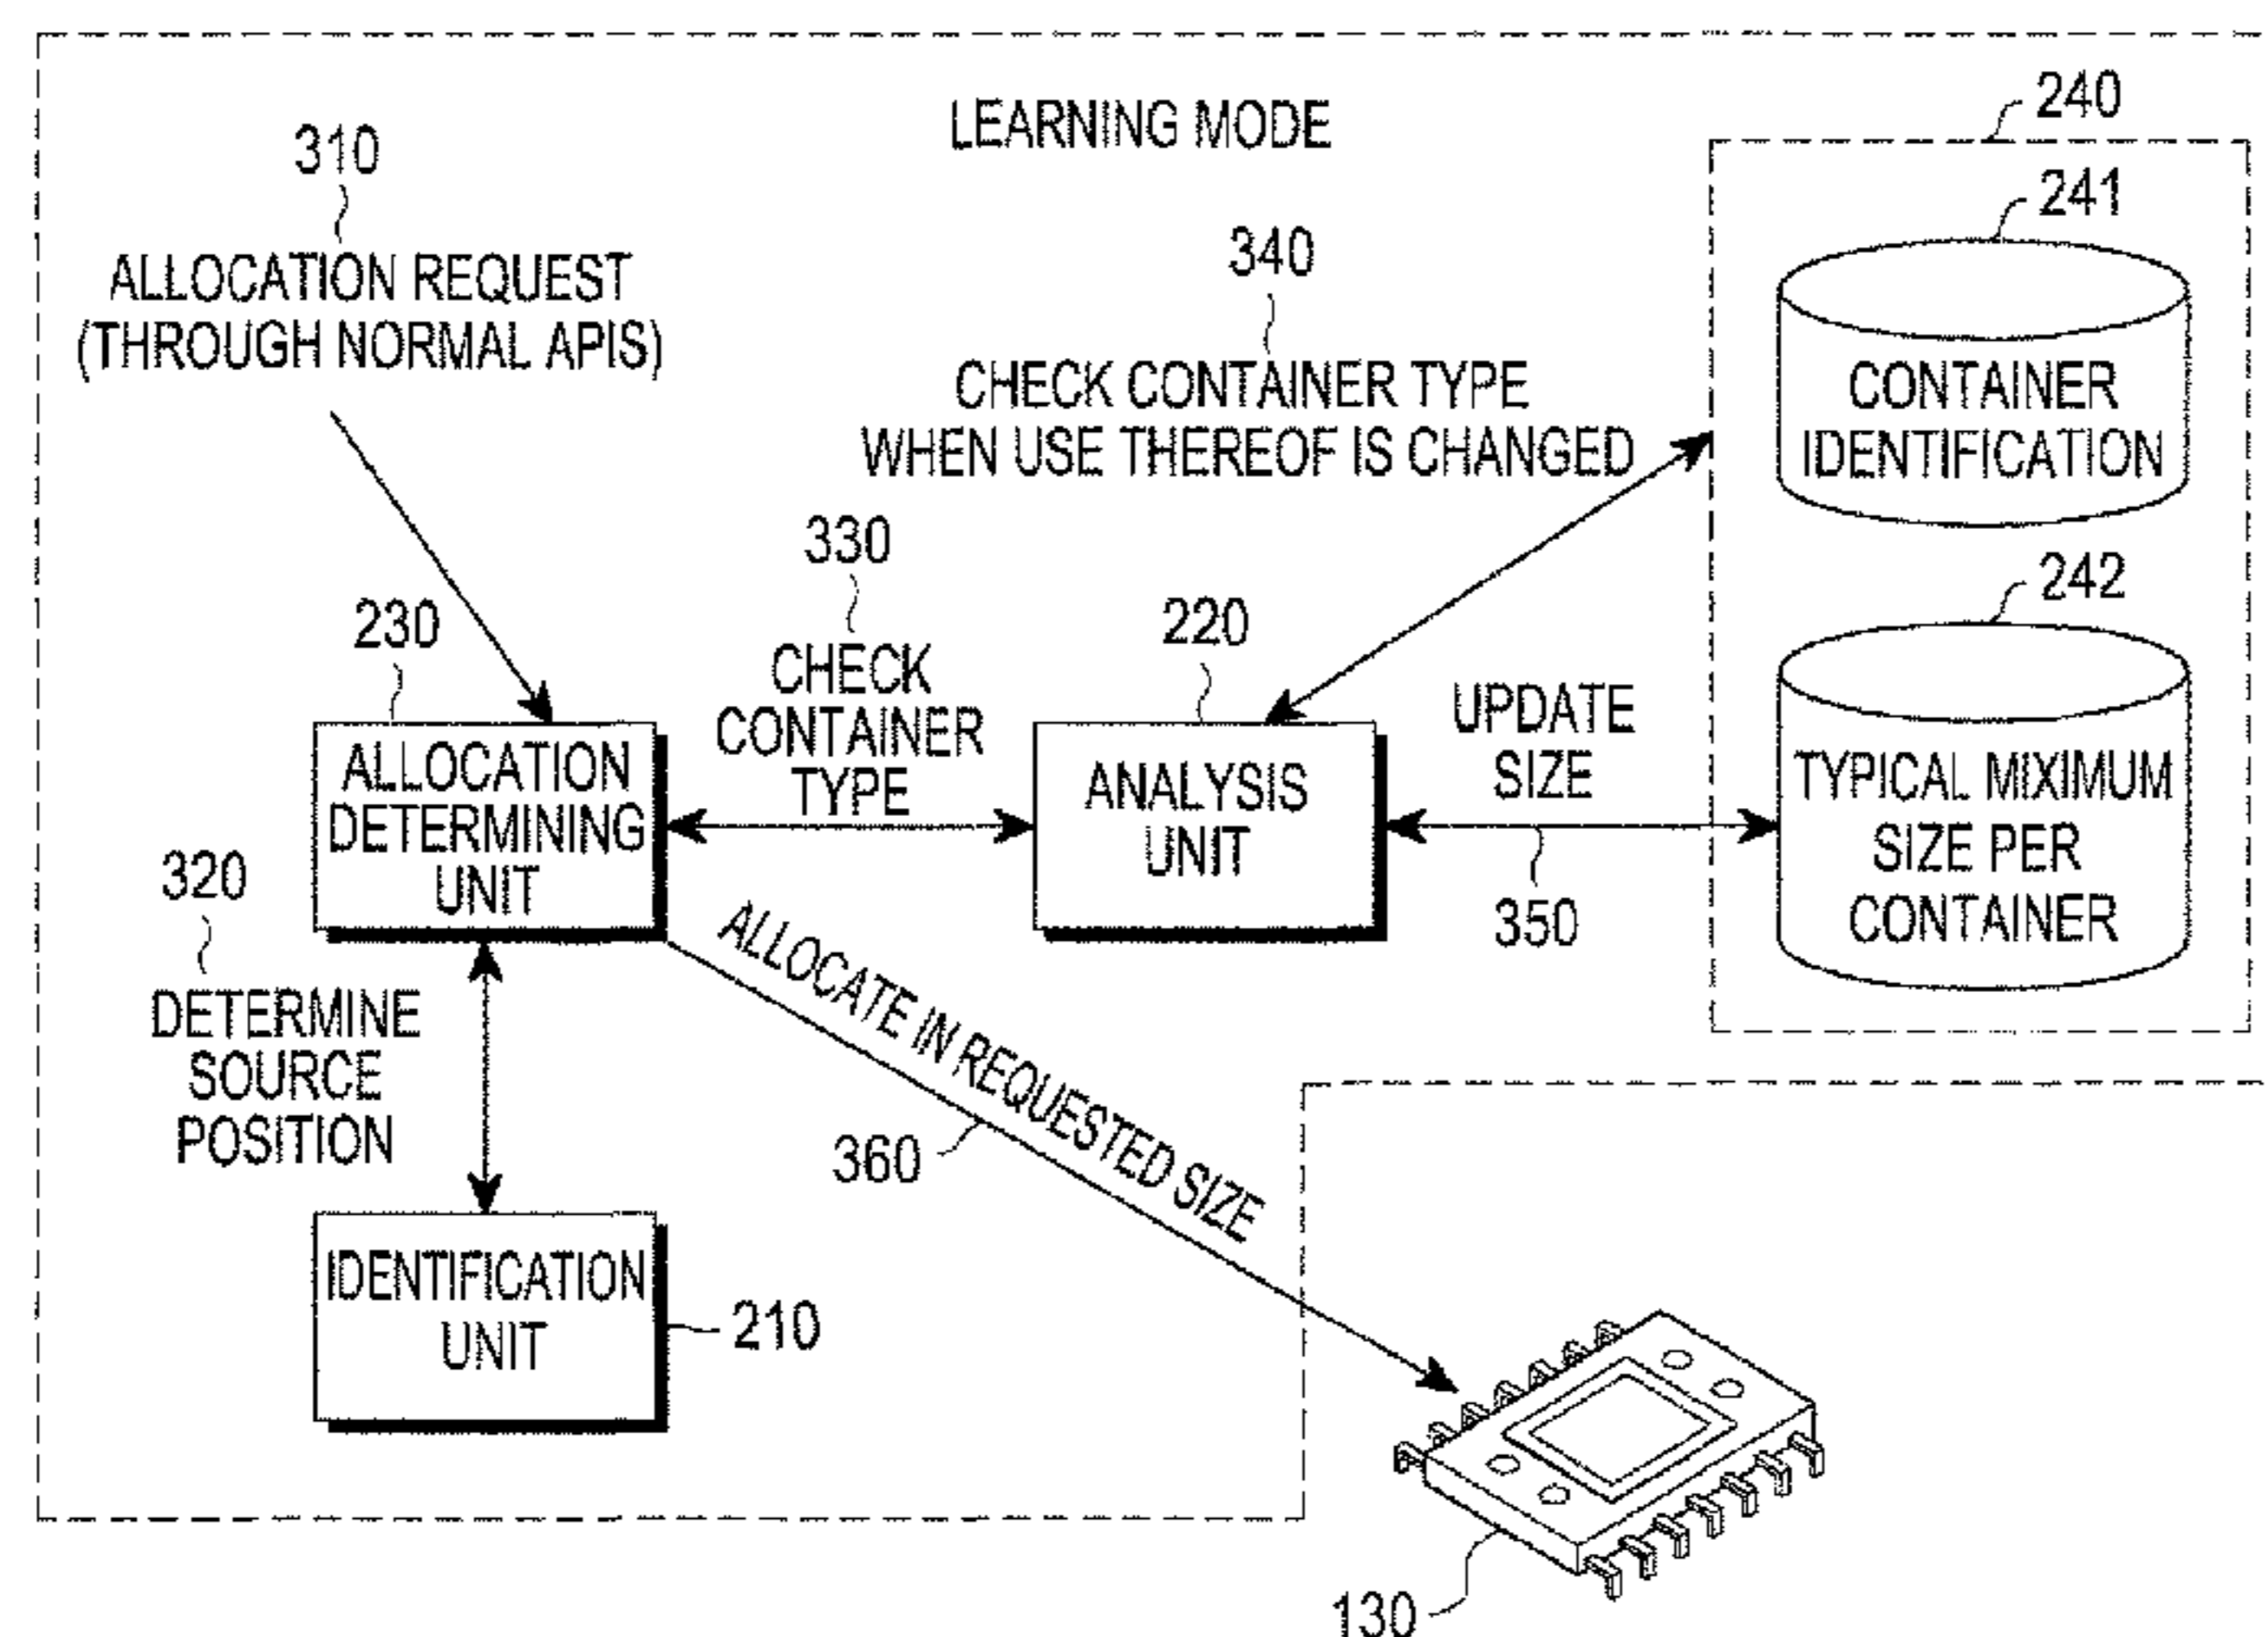 LEARNING MODE
240
310
241
ALLOCATION REQUEST
(THROUGH NORMAL APIS)
340
CHECK CONTAINER TYPE
WHEN USE THEREOF IS CHANGED
CONTAINER
IDENTIFICATION
330
CHECK
CONTAINER
TYPE
230
220
242
ALLOCATION
DETERMINING
UNIT
ANALYSIS
UNIT
UPDATE
SIZE
350
TYPICAL MIXIMUM
SIZE PER
CONTAINER
320
DETERMINE
SOURCE
POSITION
ALLOCATE IN REQUESTED SIZE
360
IDENTIFICATION
UNIT
210
130